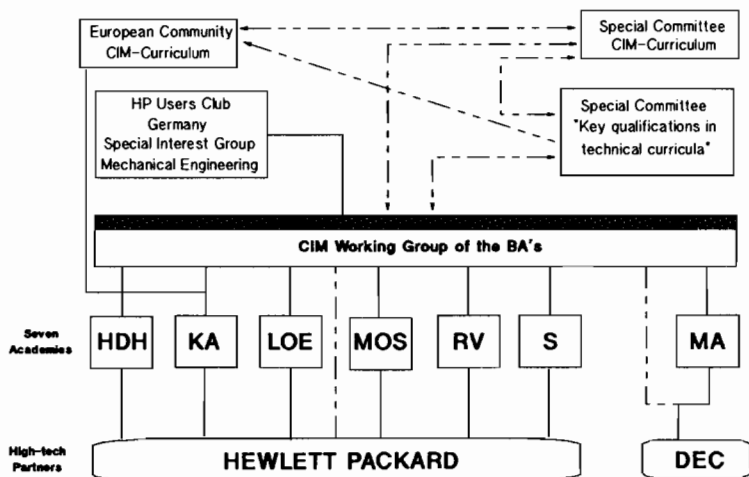 European Community
CIM-Curriculum
Special Committee
CIM-Curriculum
HP Users Club
Germany
Special Interest Group
Mechanical Engineering
Special Committee
"Key qualifications in
technical curricula"
CIM Working Group of the BA's
Seven
Academies
HDH
KA
LOE
MOS
RV
S
MA
High-tech
Partners
HEWLETT PACKARD
DEC